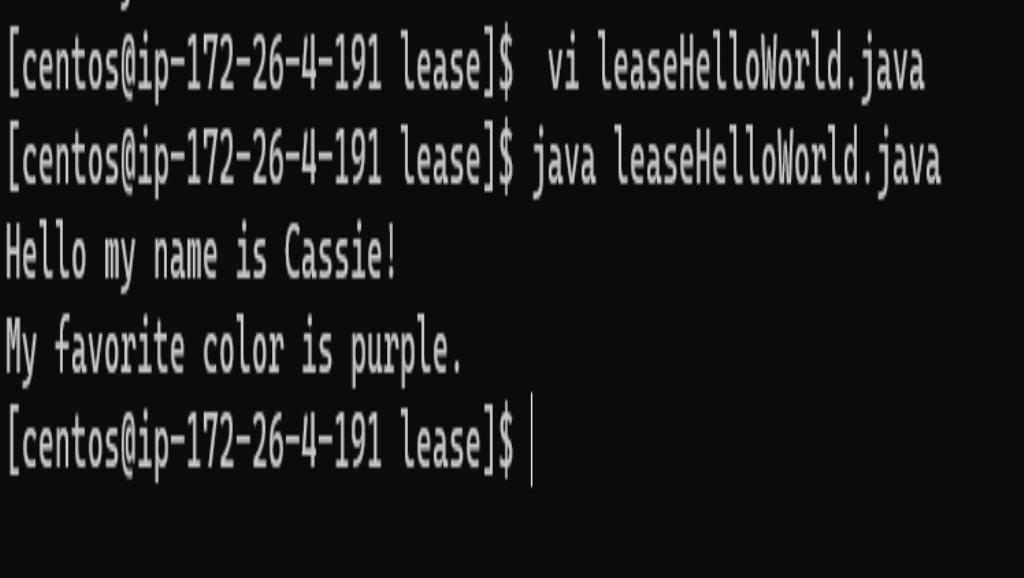 [centos@ip-172-26-4-191 lease]$  vi leaseHelloWorld.java
[centos@ip-172-26-4-191 lease]$ java leaseHelloWorld.java
Hello my name is Cassie!
My favorite color is purple.
[centos@ip-172-26-4-191 lease]$